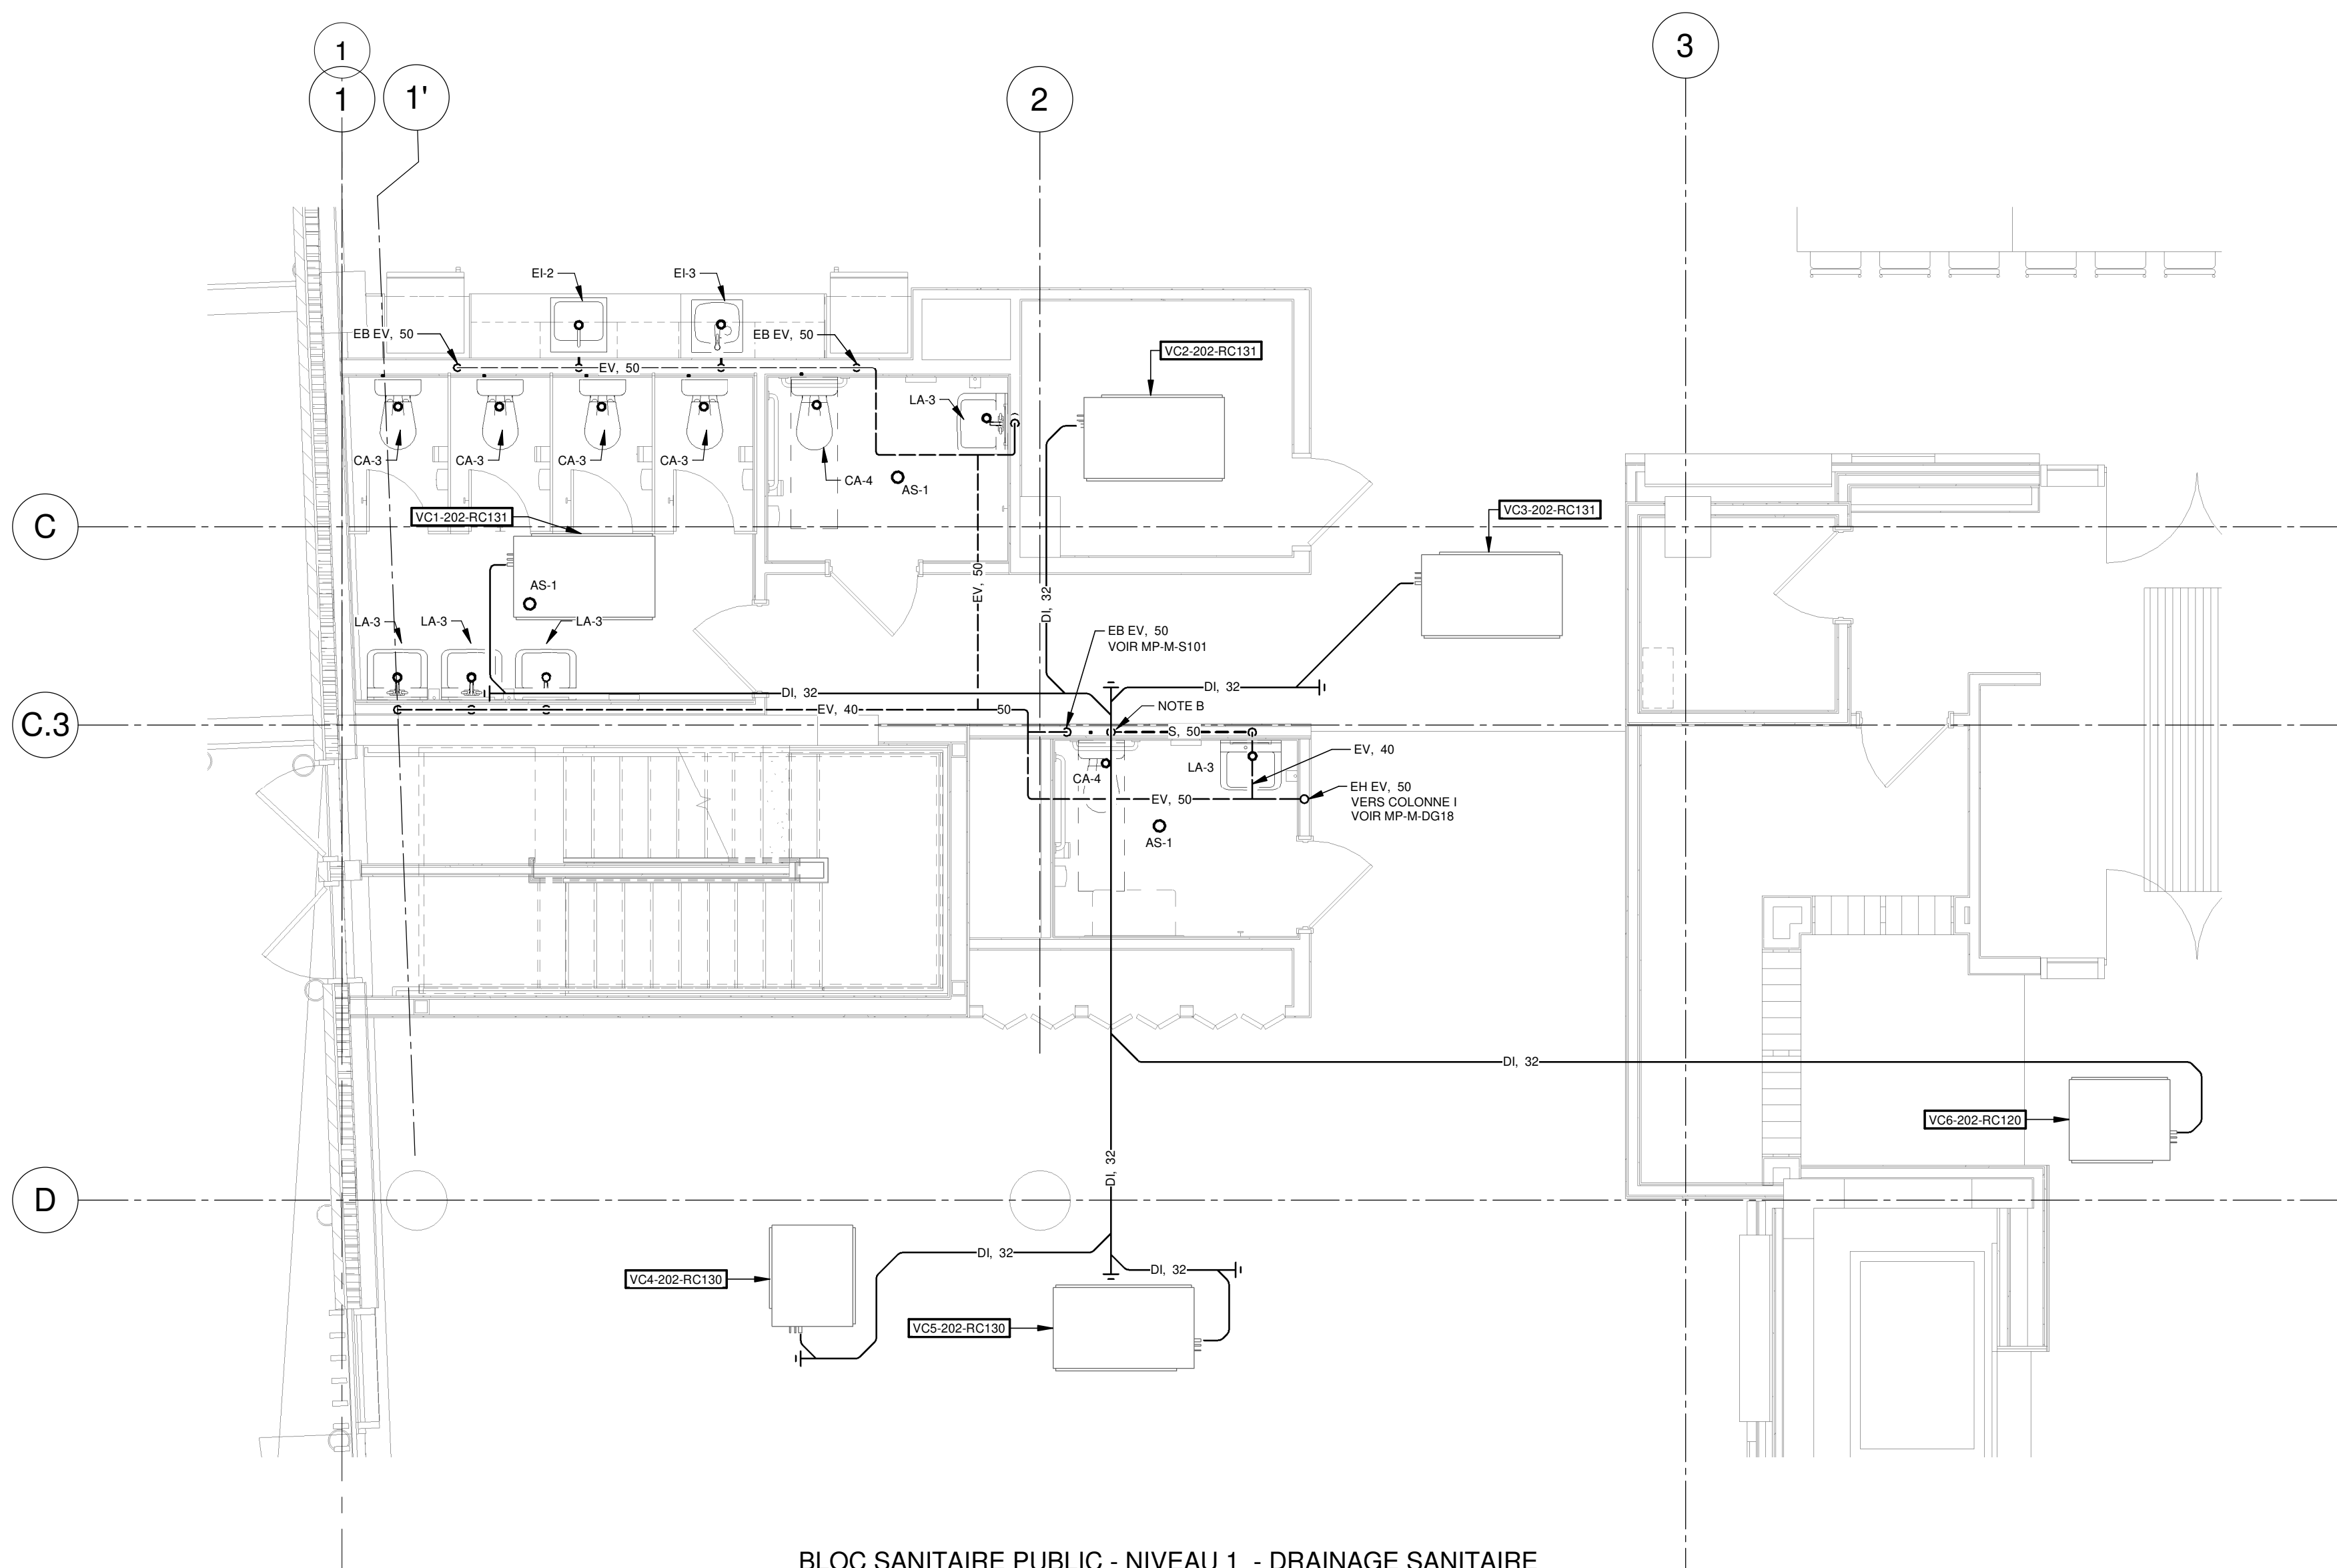 1
1
1'
2
3
EI-2
EI-3
EB EV, 50
EB EV, 50
EV, 50
VC2-202-RC131
LA-3
CA-3
CA-3
CA-3
CA-3
CA-4
AS-1
C
VC1-202-RC131
VC3-202-RC131
EV, 50
DI, 32
AS-1
LA-3
LA-3
LA-3
EB EV, 50
VOIR MP-M-S101
DI, 32
DI, 32
EV, 40
50
NOTE B
C.3
S, 50
EV, 40
LA-3
CA-4
EV, 50
EH EV, 50
VERS COLONNE I
VOIR MP-M-DG18
AS-1
DI, 32
VC6-202-RC120
DI, 32
D
DI, 32
DI, 32
VC4-202-RC130
VC5-202-RC130
BLOC SANITAIRE PUBLIC - NIVEAU 1 - DRAINAGE SANITAIRE